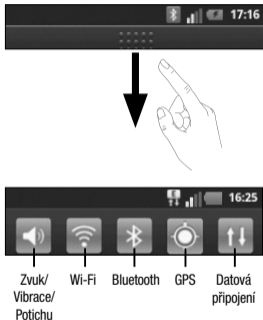 17:16
16:25
Zvuk/
Vibrace/
Potichu
Wi-Fi
Bluetooth
GPS
Datová
připojení